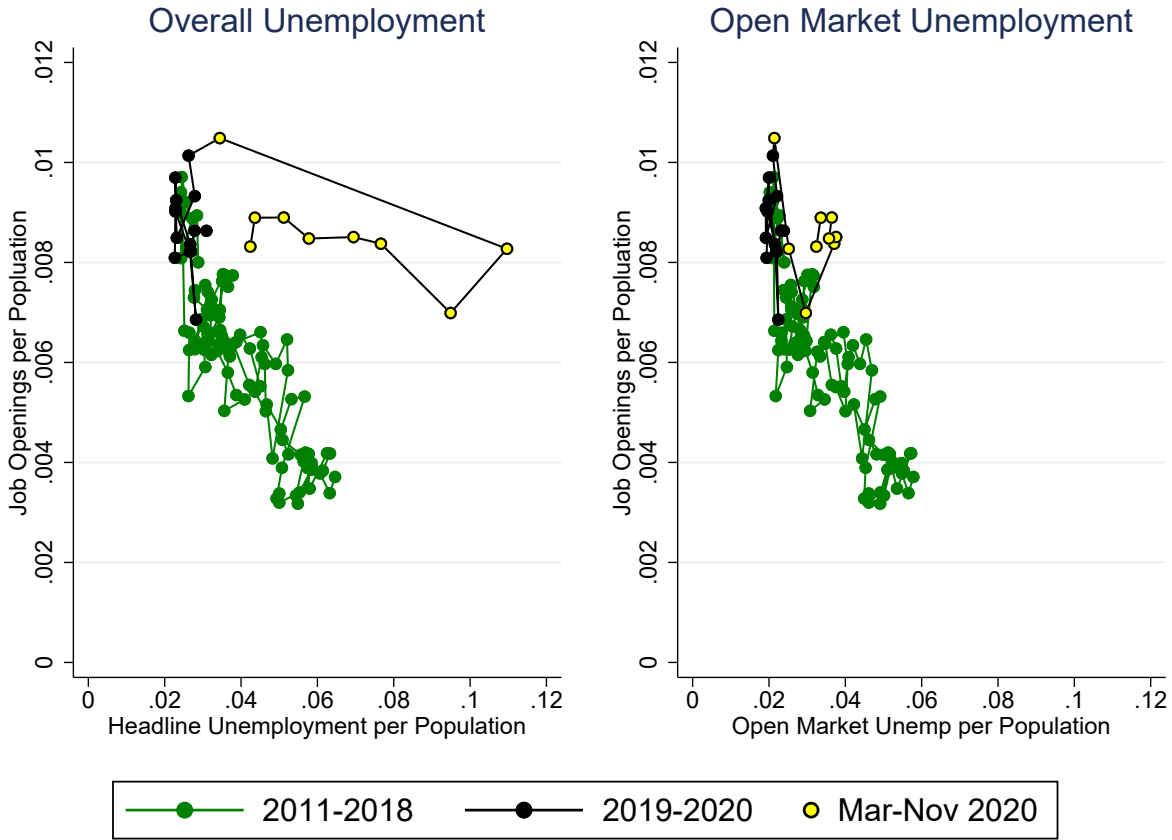 Overall Unemployment
Job Openings per Popluation
0 .002 .004 .006 .008 .01 .012
0 .02 .04 .06 .08 .1 .12
Headline Unemployment per Population
Open Market Unemployment
Job Openings per Popluation
0 .002 .004 .006 .008 .01 .012
0 .02 .04 .06 .08 .1 .12
Open Market Unemp per Population
2011-2018 2019-2020 Mar-Nov 2020